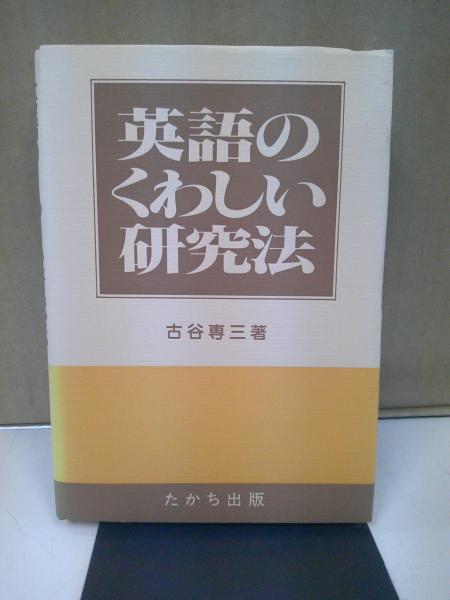 英語の
くわしい
研究法
古谷専三著
たかち出版